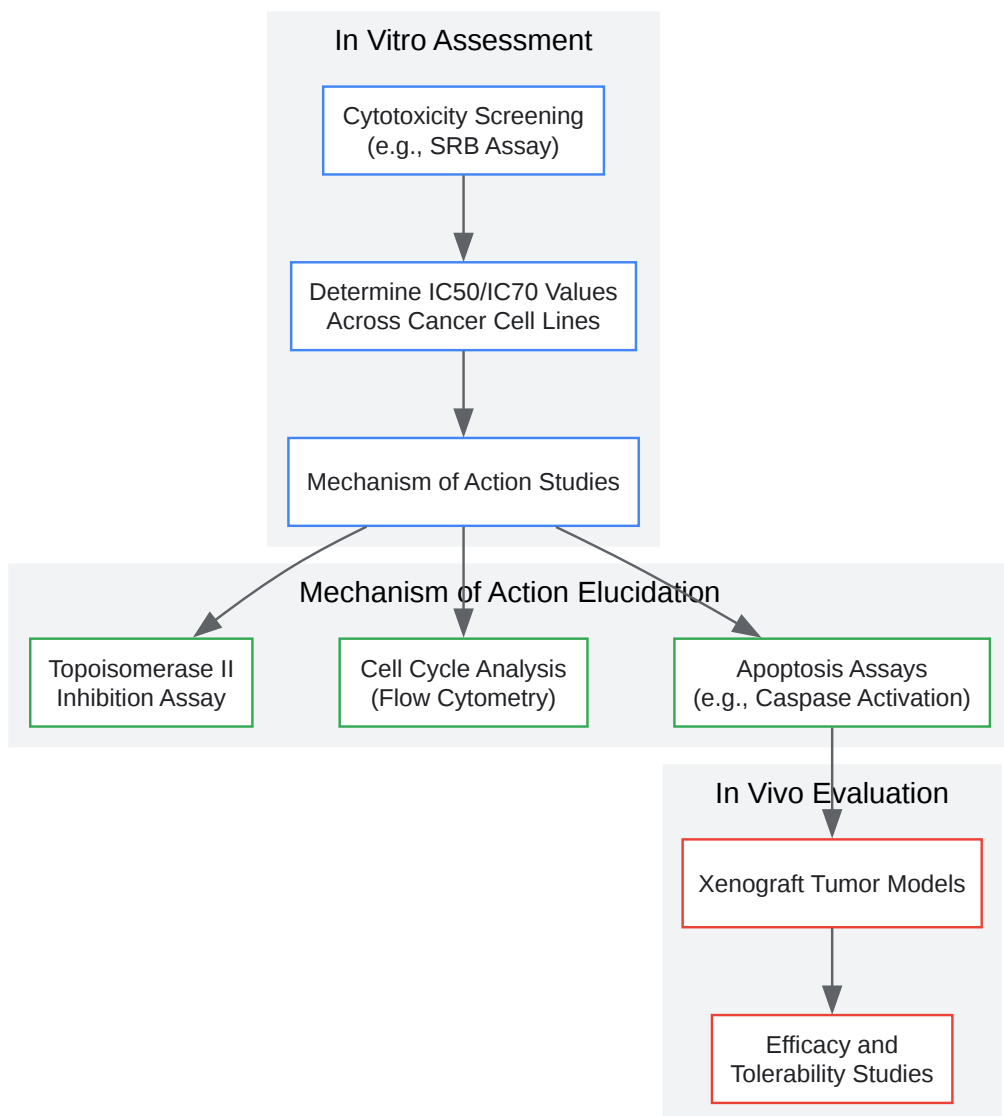 In Vitro Assessment
Cytotoxicity Screening
(e.g., SRB Assay)
Determine IC50/IC70 Values
Across Cancer Cell Lines
Mechanism of Action Studies
Mechanism of Action Elucidation
Topoisomerase II
Inhibition Assay
Cell Cycle Analysis
(Flow Cytometry)
Apoptosis Assays
(e.g., Caspase Activation)
In Vivo Evaluation
Xenograft Tumor Models
Efficacy and
Tolerability Studies